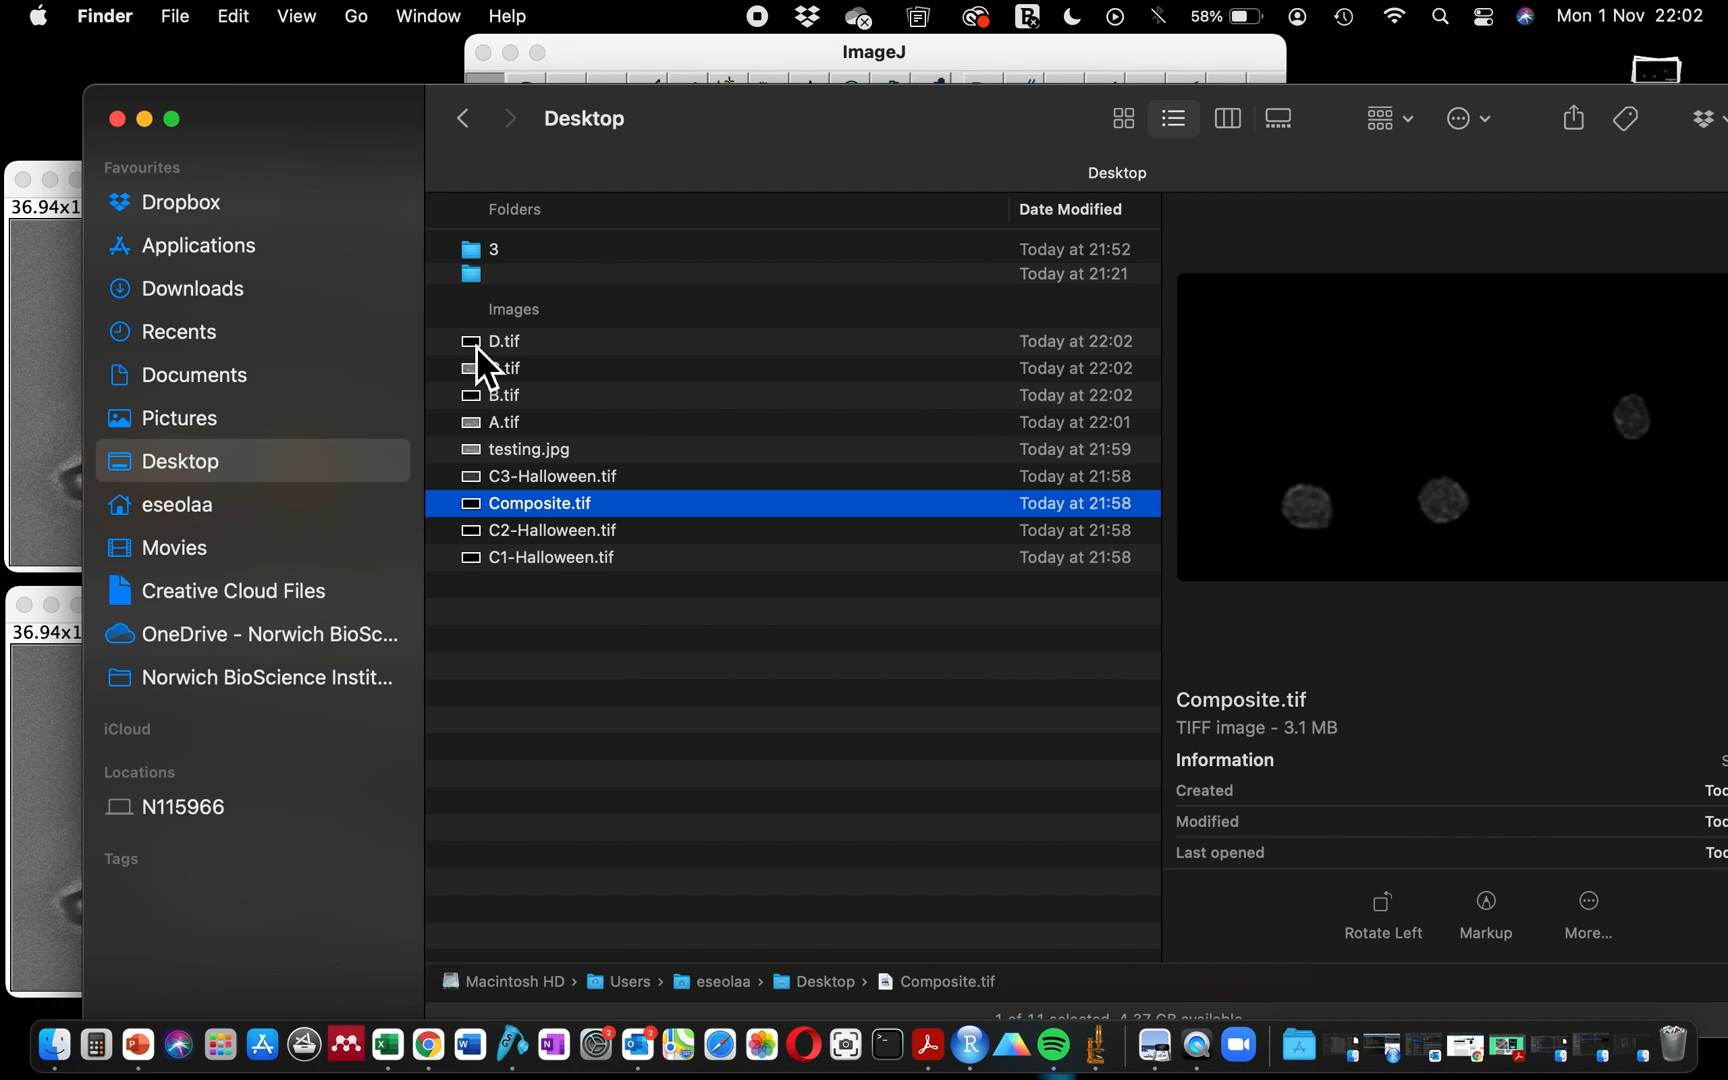 Finder File Edit View Go Window Help 58% Mon 1 Nov 22:02
ImageJ
Desktop
Desktop
Favourites
Dropbox
Applications
Downloads
Recents
Documents
Pictures
Desktop
eseolaa
Movies
Creative Cloud Files
OneDrive - Norwich BioSc...
Norwich BioScience Instit...
iCloud
Locations
N115966
Tags
36.94x1
36.94x1
Folders Date Modified
3 Today at 21:52
Today at 21:21
Images
D.tif Today at 22:02
.tif Today at 22:02
B.tif Today at 22:02
A.tif Today at 22:01
testing.jpg Today at 21:59
C3-Halloween.tif Today at 21:58
Composite.tif Today at 21:58
C2-Halloween.tif Today at 21:58
C1-Halloween.tif Today at 21:58
Composite.tif
TIFF image - 3.1 MB
Information
Created
Modified
Last opened
Rotate Left Markup More...
Macintosh HD › Users › eseolaa › Desktop › Composite.tif
2 2